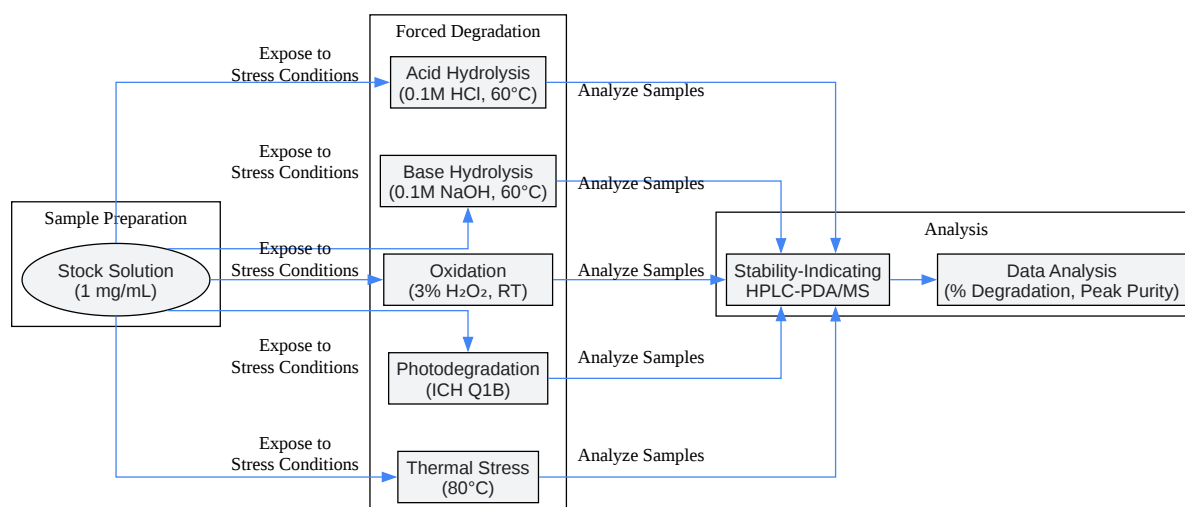 Sample Preparation
Stock Solution
(1 mg/mL)
Expose to
Stress Conditions
Expose to
Stress Conditions
Expose to
Stress Conditions
Expose to
Stress Conditions
Expose to
Stress Conditions
Forced Degradation
Acid Hydrolysis
(0.1M HCl, 60°C)
Base Hydrolysis
(0.1M NaOH, 60°C)
Oxidation
(3% H₂O₂, RT)
Photodegradation
(ICH Q1B)
Thermal Stress
(80°C)
Analyze Samples
Analyze Samples
Analyze Samples
Analyze Samples
Analyze Samples
Analysis
Stability-Indicating
HPLC-PDA/MS
Data Analysis
(% Degradation, Peak Purity)